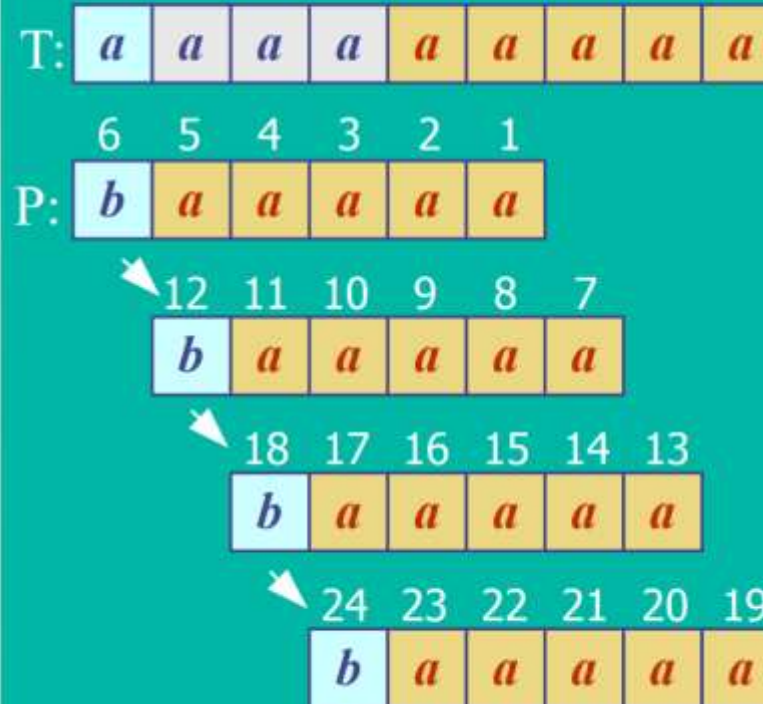 T: a a a a a a a a a
6 5 4 3 2 1
P: b a a a a a
12 11 10 9 8 7
b a a a a a
18 17 16 15 14 13
b a a a a a
24 23 22 21 20 19
b a a a a a